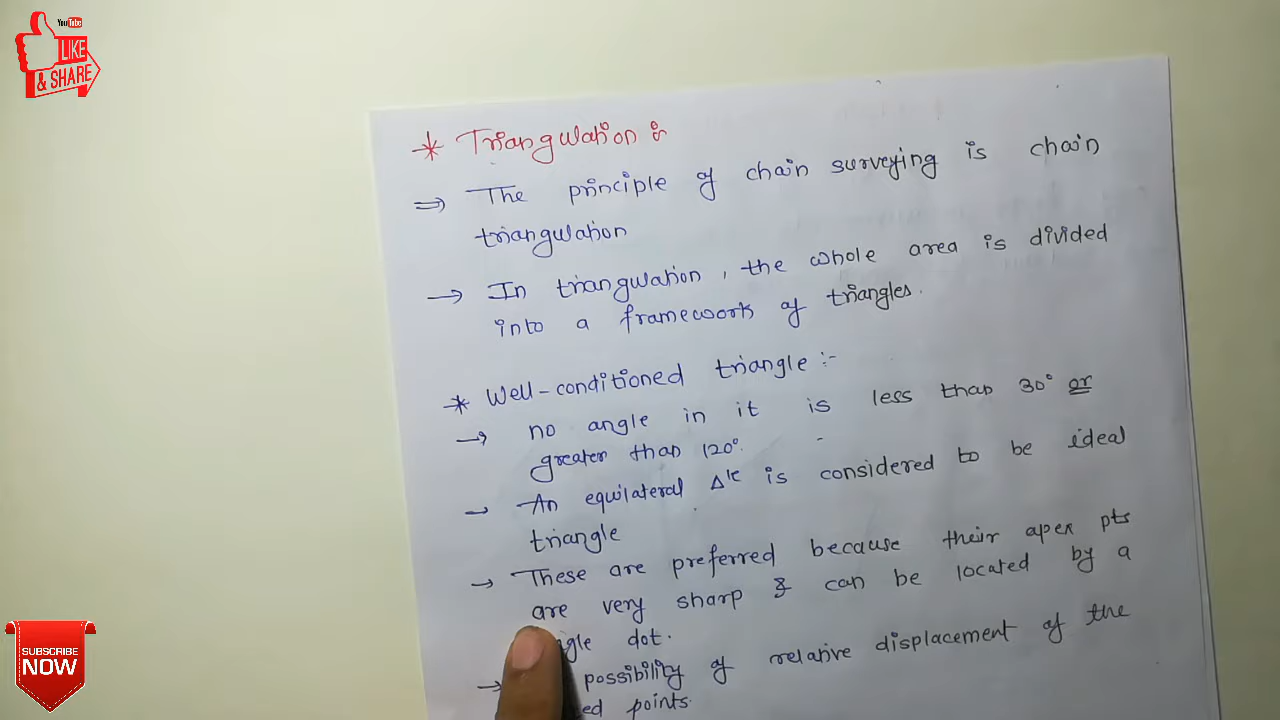 YouTube
LIKE
& SHARE
* Triangulation :-
⇒ The principle of chain surveying is chain
triangulation
→ In triangulation, the whole area is divided
into a framework of triangles.
* Well-conditioned triangle :-
→ no angle in it is less than 30° or
greater than 120°.
→ An equilateral Δle is considered to be ideal
triangle
→ These are preferred because their apex pts
are very sharp & can be located by a
dot.
→ possibility of relative displacement of the
points.
SUBSCRIBE
NOW